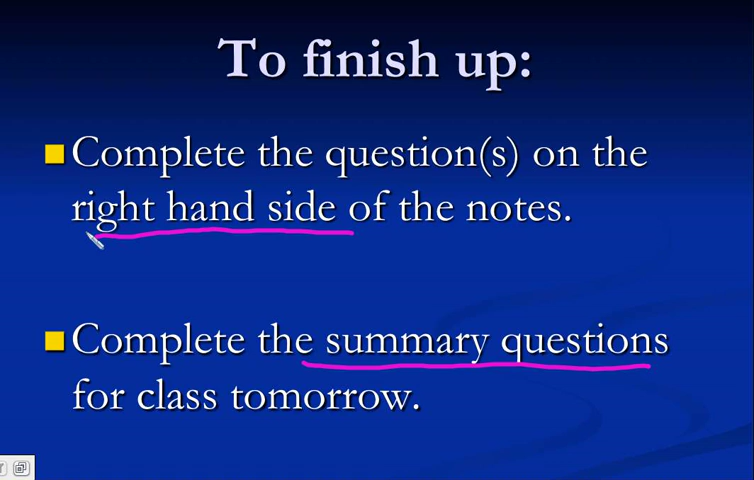 To finish up:
Complete the question(s) on the
right hand side of the notes.
Complete the summary questions
for class tomorrow.